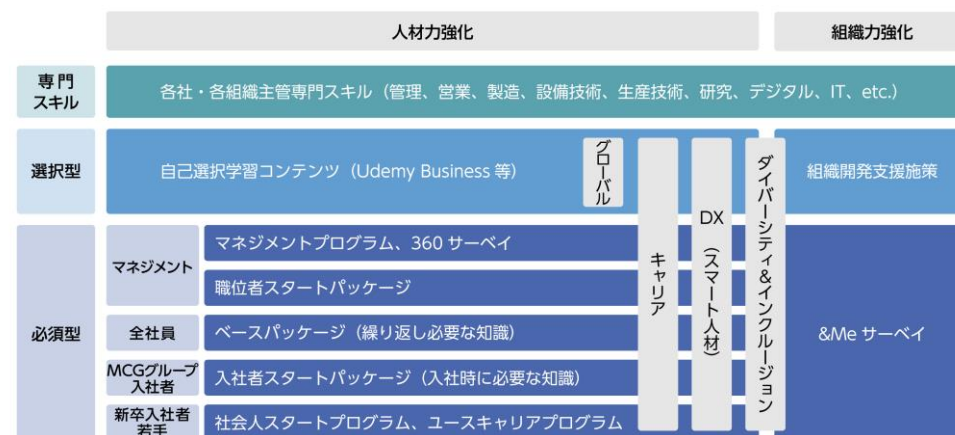 人材力強化
組織力強化
専門
スキル
各社・各組織主管専門スキル（管理、営業、製造、設備技術、生産技術、研究、デジタル、IT、etc.）
選択型
自己選択学習コンテンツ（Udemy Business 等）
グローバル
キャリア
DX（スマート人材）
ダイバーシティ&インクルージョン
組織開発支援施策
必須型
マネジメント
マネジメントプログラム、360 サーベイ
職位者スタートパッケージ
全社員
ベースパッケージ（繰り返し必要な知識）
MCGグループ
入社者
入社者スタートパッケージ（入社時に必要な知識）
新卒入社者
若手
社会人スタートプログラム、ユースキャリアプログラム
&Me サーベイ